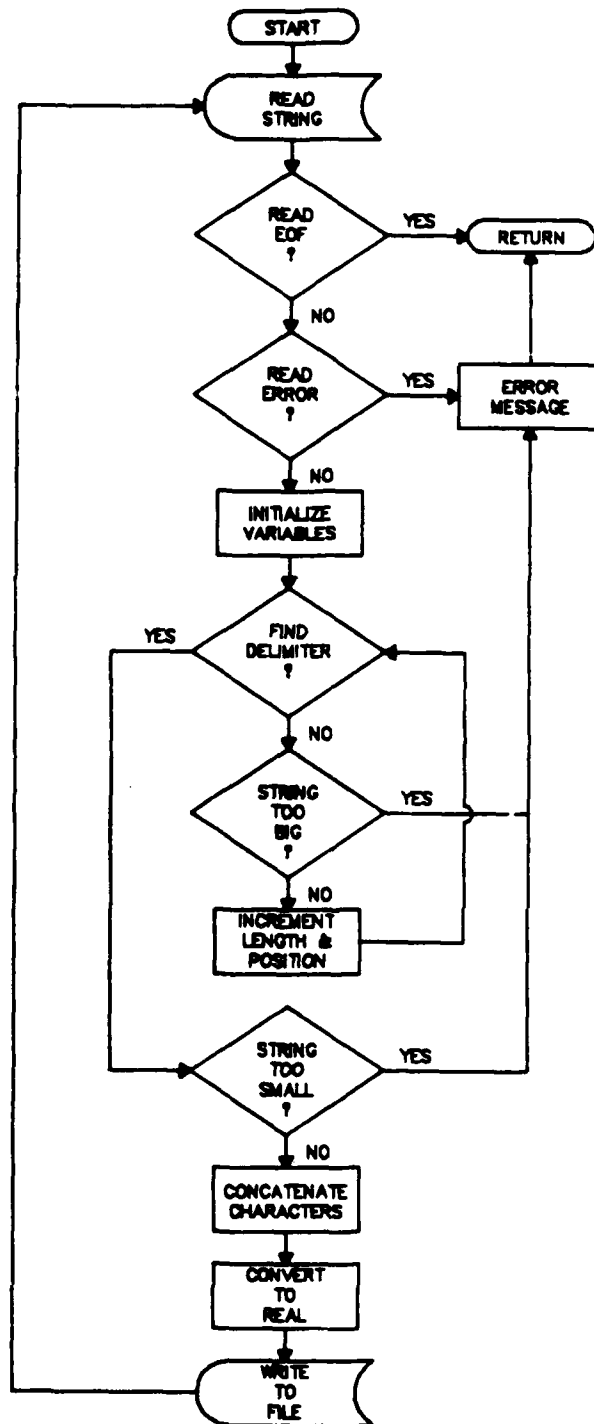 START
READ
STRING
READ
EOF
?
YES
RETURN
NO
READ
ERROR
?
YES
ERROR
MESSAGE
NO
INITIALIZE
VARIABLES
YES
FIND
DELIMITER
?
NO
STRING
TOO
BIG
?
YES
NO
INCREMENT
LENGTH &
POSITION
STRING
TOO
SMALL
?
YES
NO
CONCATENATE
CHARACTERS
CONVERT
TO
REAL
WRITE
TO
FILE